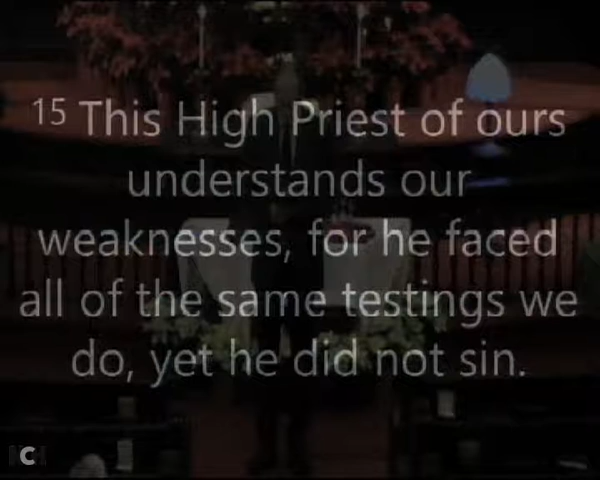 15 This High Priest of ours
understands our
weaknesses, for he faced
all of the same testings we
do, yet he did not sin.
C